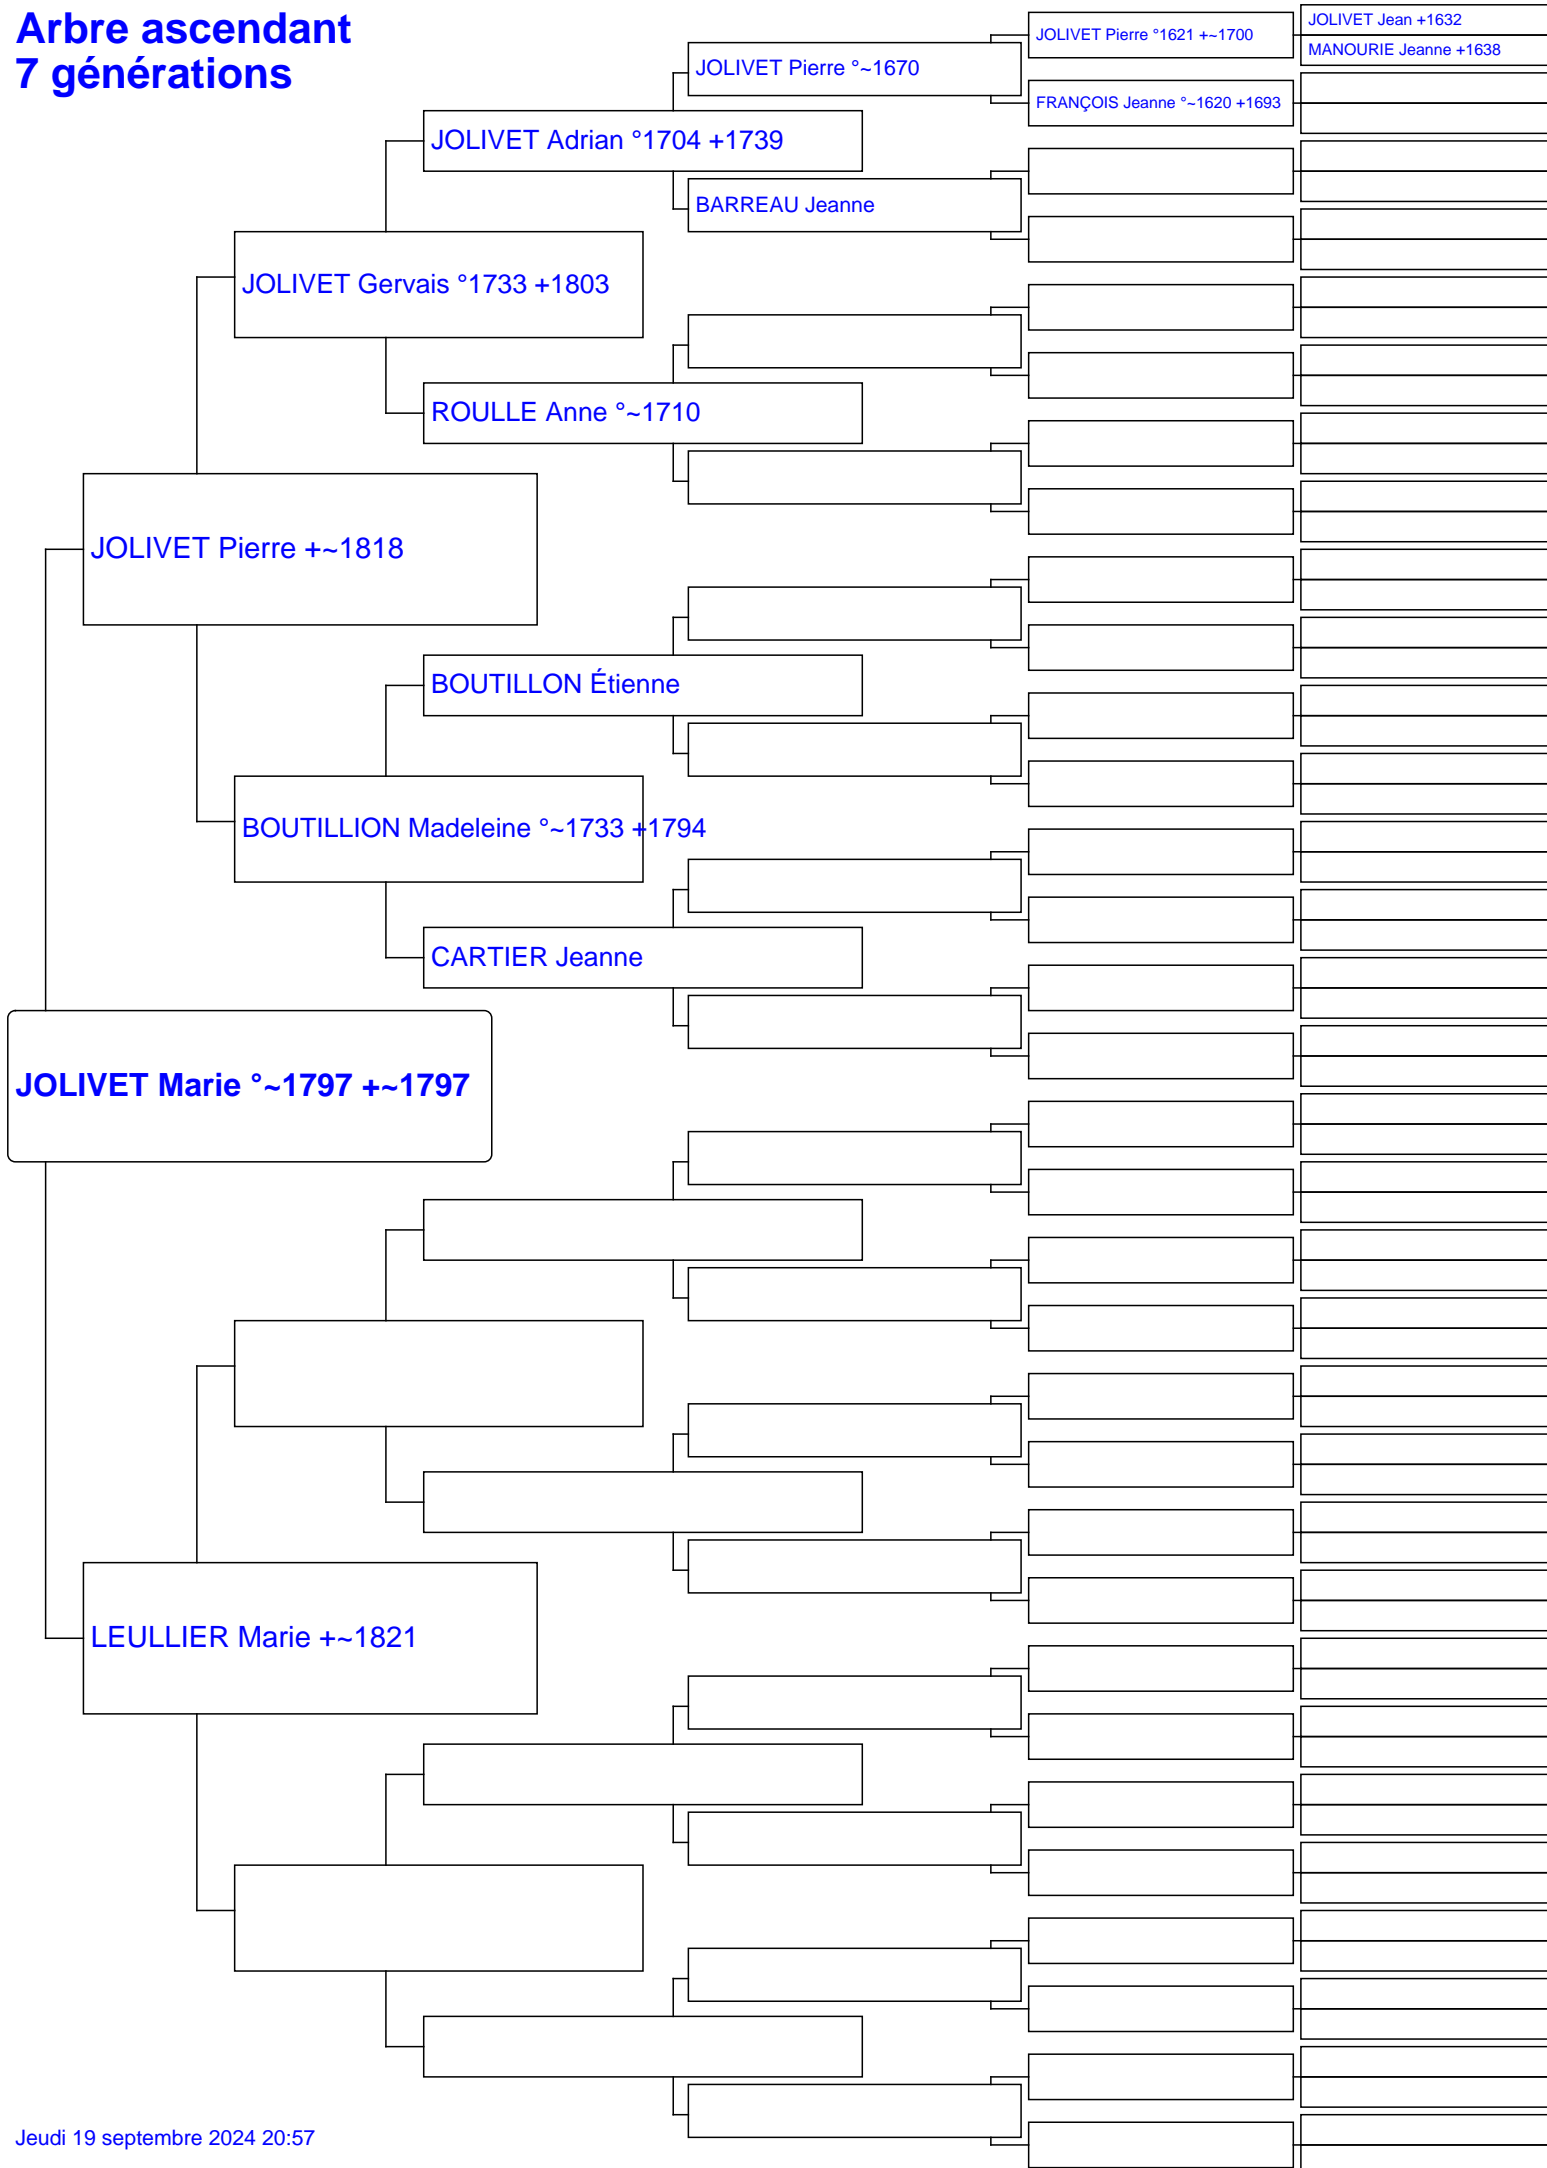 Arbre ascendant
7 générations
JOLIVET Jean +1632
JOLIVET Pierre °1621 +~1700
MANOURIE Jeanne +1638
JOLIVET Pierre °~1670
FRANÇOIS Jeanne °~1620 +1693
JOLIVET Adrian °1704 +1739
BARREAU Jeanne
JOLIVET Gervais °1733 +1803
ROULLE Anne °~1710
JOLIVET Pierre +~1818
BOUTILLON Étienne
BOUTILLION Madeleine °~1733 +1794
CARTIER Jeanne
JOLIVET Marie °~1797 +~1797
LEULLIER Marie +~1821
Jeudi 19 septembre 2024 20:57